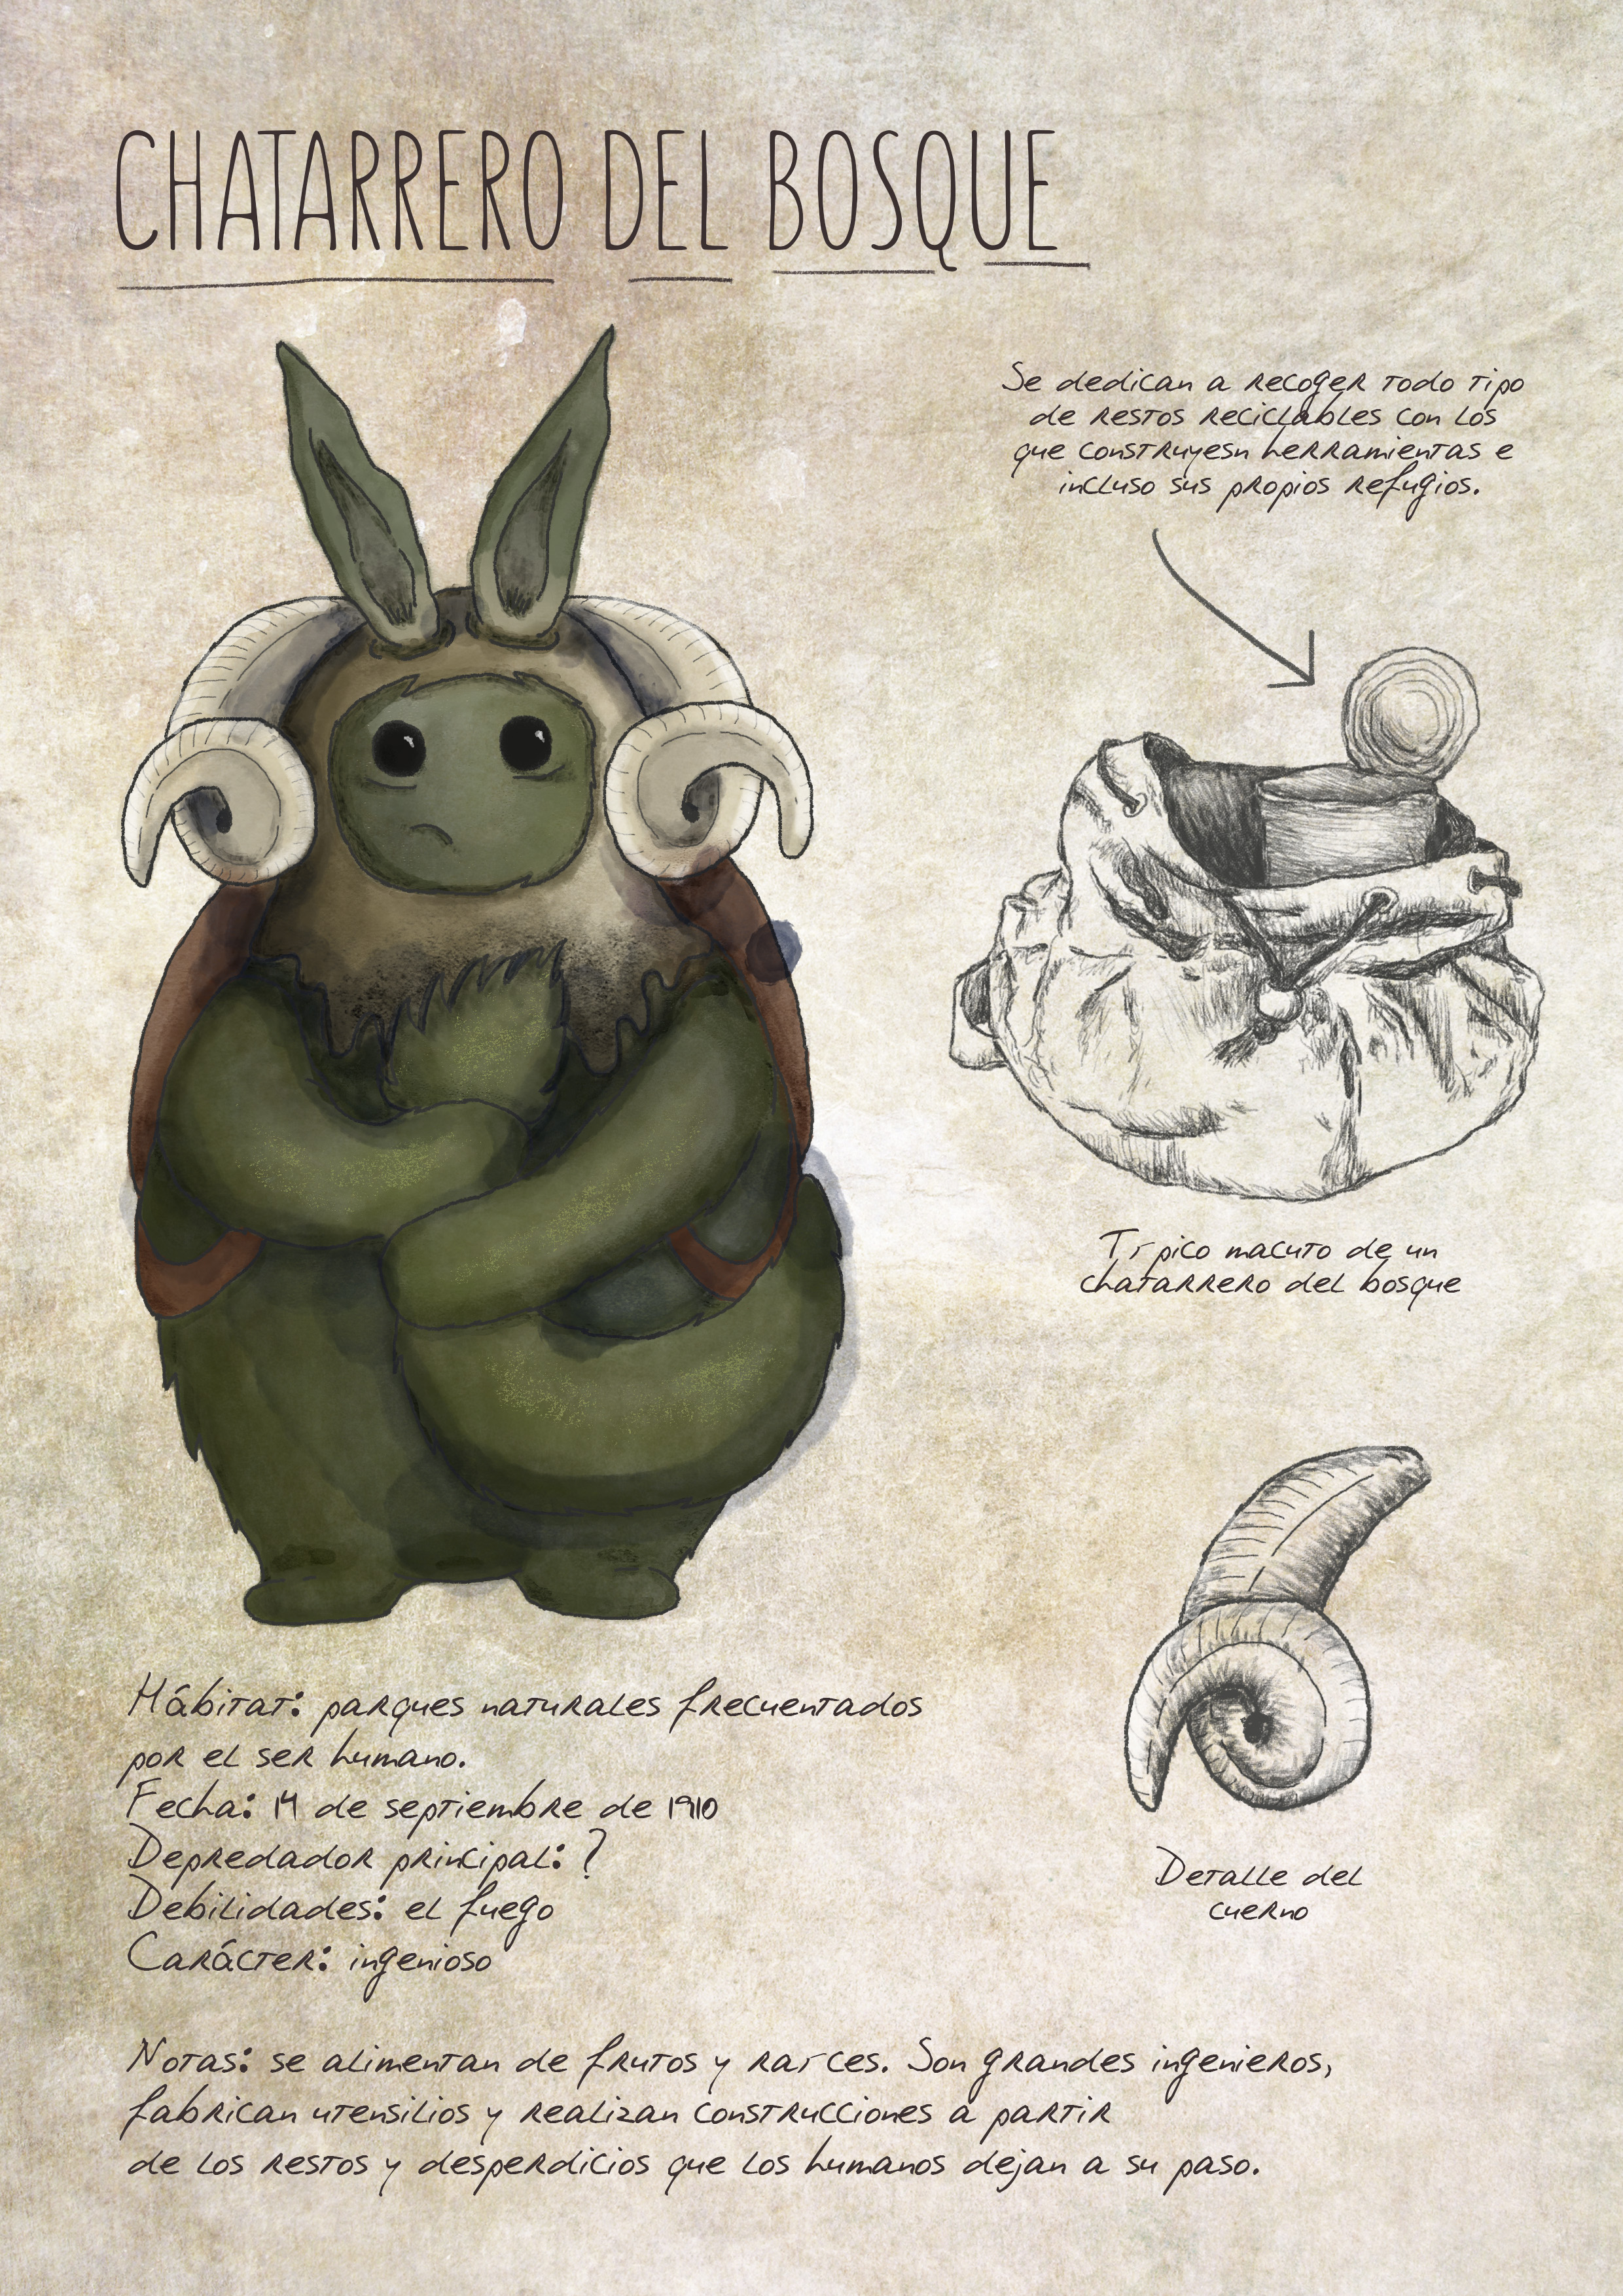 CHATARRERO DEL BOSQUE
Se dedican a recoger todo tipo
de restos reciclables con los
que construyesn herramientas e
incluso sus propios refugios.
Típico macuto de un
chatarrero del bosque
Detalle del
cuerno
Hábitat: parques naturales frecuentados
por el ser humano.
Fecha: 14 de septiembre de 1910
Depredador principal: ?
Debilidades: el fuego
Carácter: ingenioso
Notas: se alimentan de frutos y raíces. Son grandes ingenieros,
fabrican utensilios y realizan construcciones a partir
de los restos y desperdicios que los humanos dejan a su paso.